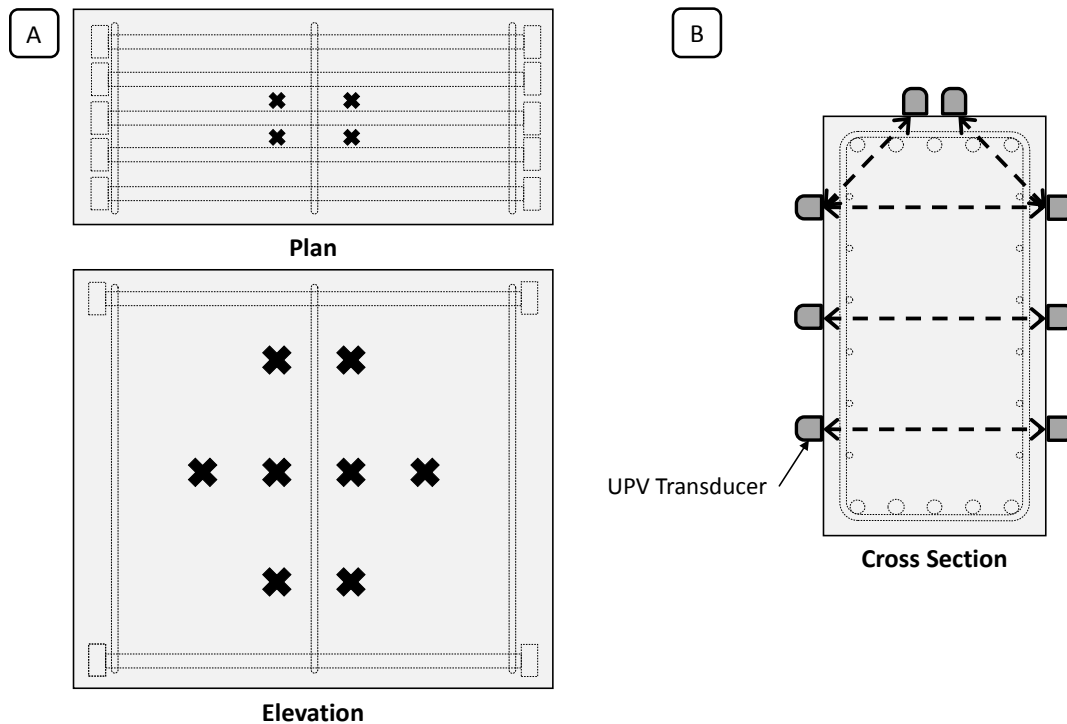 A
B
Plan
UPV Transducer
Cross Section
Elevation